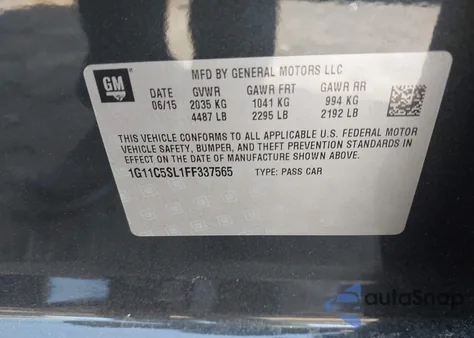 GM
MFD BY GENERAL MOTORS LLC
DATE GVWR GAWR FRT GAWR RR
06/15 2035 KG 1041 KG 994 KG
4487 LB 2295 LB 2192 LB
THIS VEHICLE CONFORMS TO ALL APPLICABLE U.S. FEDERAL MOTOR
VEHICLE SAFETY, BUMPER, AND THEFT PREVENTION STANDARDS
IN EFFECT ON THE DATE OF MANUFACTURE SHOWN ABOVE.
1G11C5SL1FF337565 TYPE: PASS CAR
autoSnap